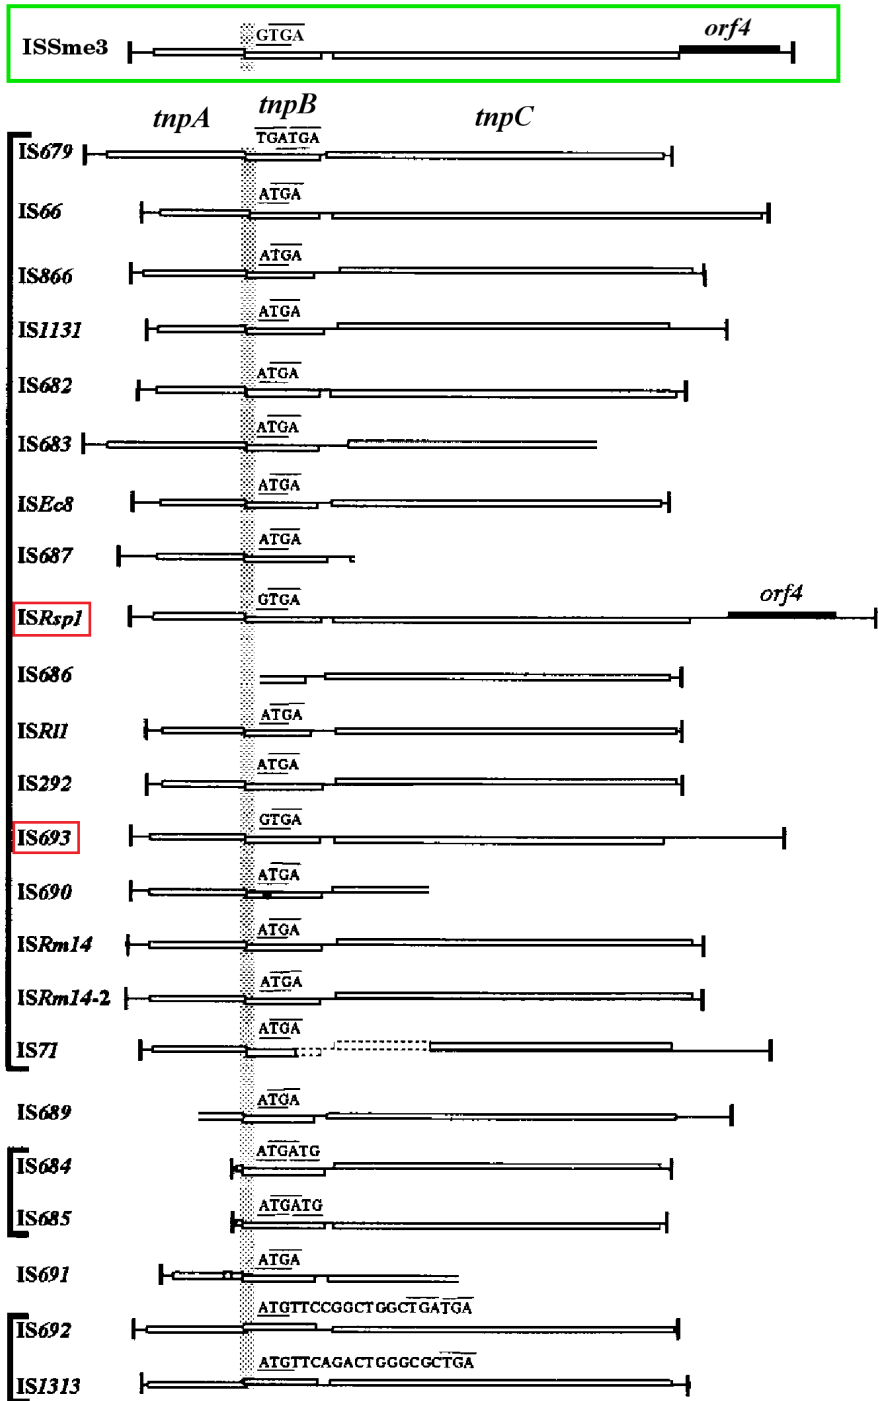 GTGA
orf4
ISSme3
tnpA tnpB tnpC
TGATGA
IS679
ATGA
IS66
ATGA
IS866
ATGA
IS1131
ATGA
IS682
ATGA
IS683
ATGA
ISEc8
ATGA
IS687
GTGA
orf4
ISRsp1
IS686
ATGA
ISRl1
ATGA
IS292
GTGA
IS693
ATGA
IS690
ATGA
ISRm14
ATGA
ISRm14-2
ATGA
IS71
ATGA
IS689
ATGATG
IS684
ATGATG
IS685
ATGA
IS691
ATGTTCCGGCTGGCTGATGA
IS692
ATGTTCAGACTGGGCGCTGA
IS1313